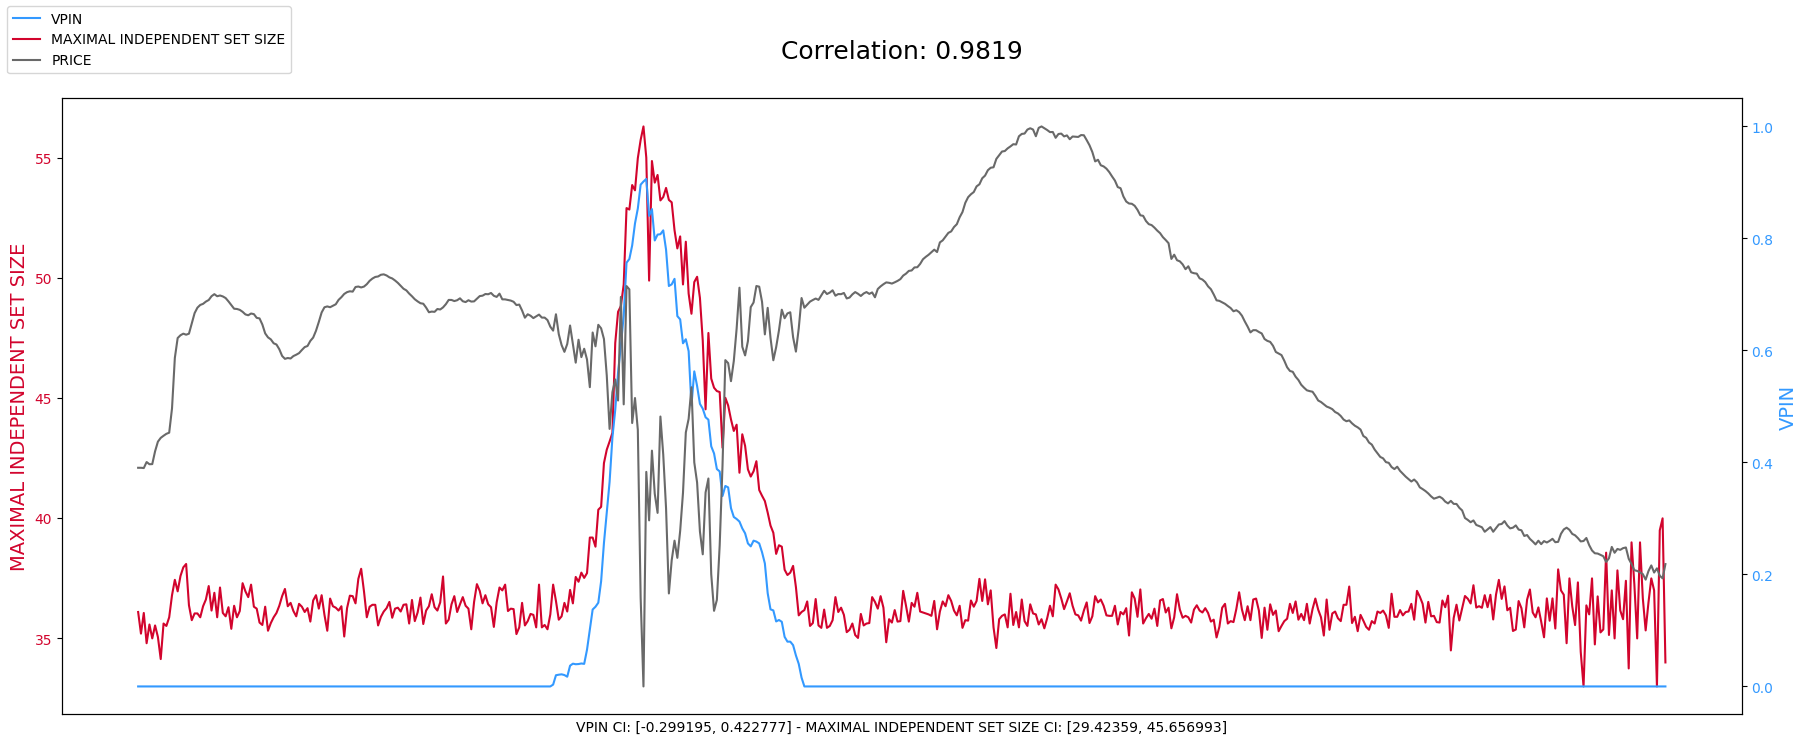 VPIN
MAXIMAL INDEPENDENT SET SIZE
PRICE
Correlation: 0.9819
MAXIMAL INDEPENDENT SET SIZE
55
50
45
40
35
1.0
0.8
0.6
0.4
0.2
0.0
VPIN
VPIN CI: [-0.299195, 0.422777] - MAXIMAL INDEPENDENT SET SIZE CI: [29.42359, 45.656993]